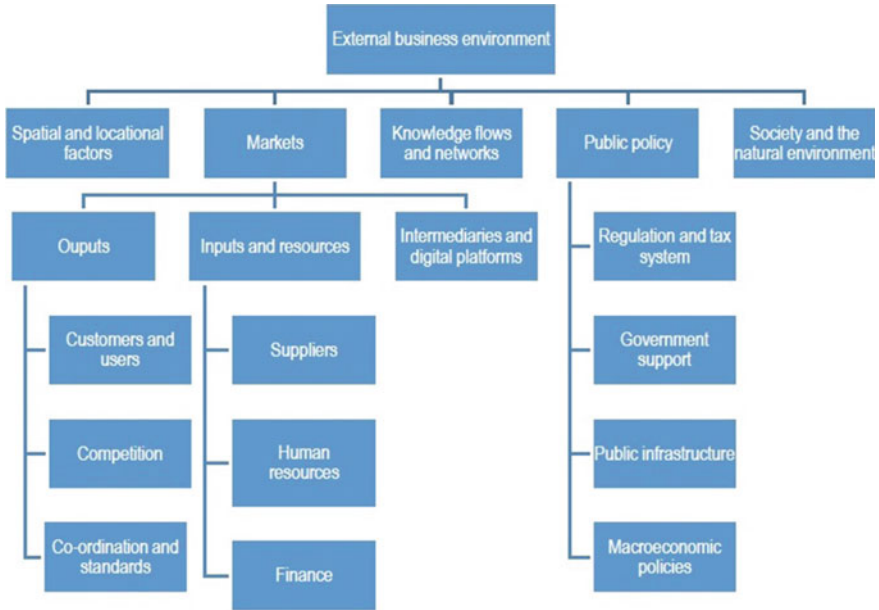 External business
environment
Spatial and locational
factors
Markets
Knowledge flows
and networks
Public policy
Society and the
natural environment
Ouputs
Inputs and resources
Intermediaries and
digital platforms
Regulation and tax
system
Customers and
users
Suppliers
Government
support
Competition
Human
resources
Public infrastructure
Co-ordination and
standards
Finance
Macroeconomic
policies